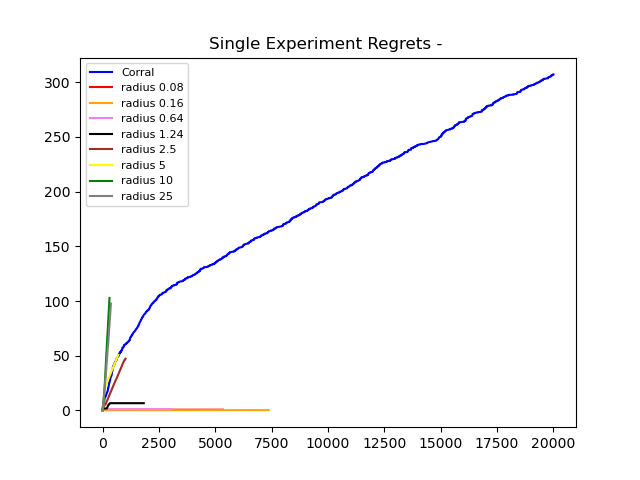 Single Experiment Regrets -
Corral
radius 0.08
radius 0.16
radius 0.64
radius 1.24
radius 2.5
radius 5
radius 10
radius 25
300
250
200
150
100
50
0
0 2500 5000 7500 10000 12500 15000 17500 20000